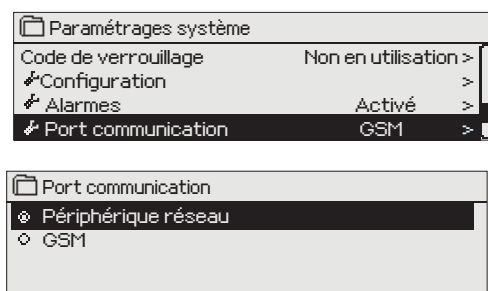 Paramétrages système
Code de verrouillage Non en utilisation >
Configuration >
Alarmes Activé >
Port communication GSM >
Port communication
Périphérique réseau
GSM